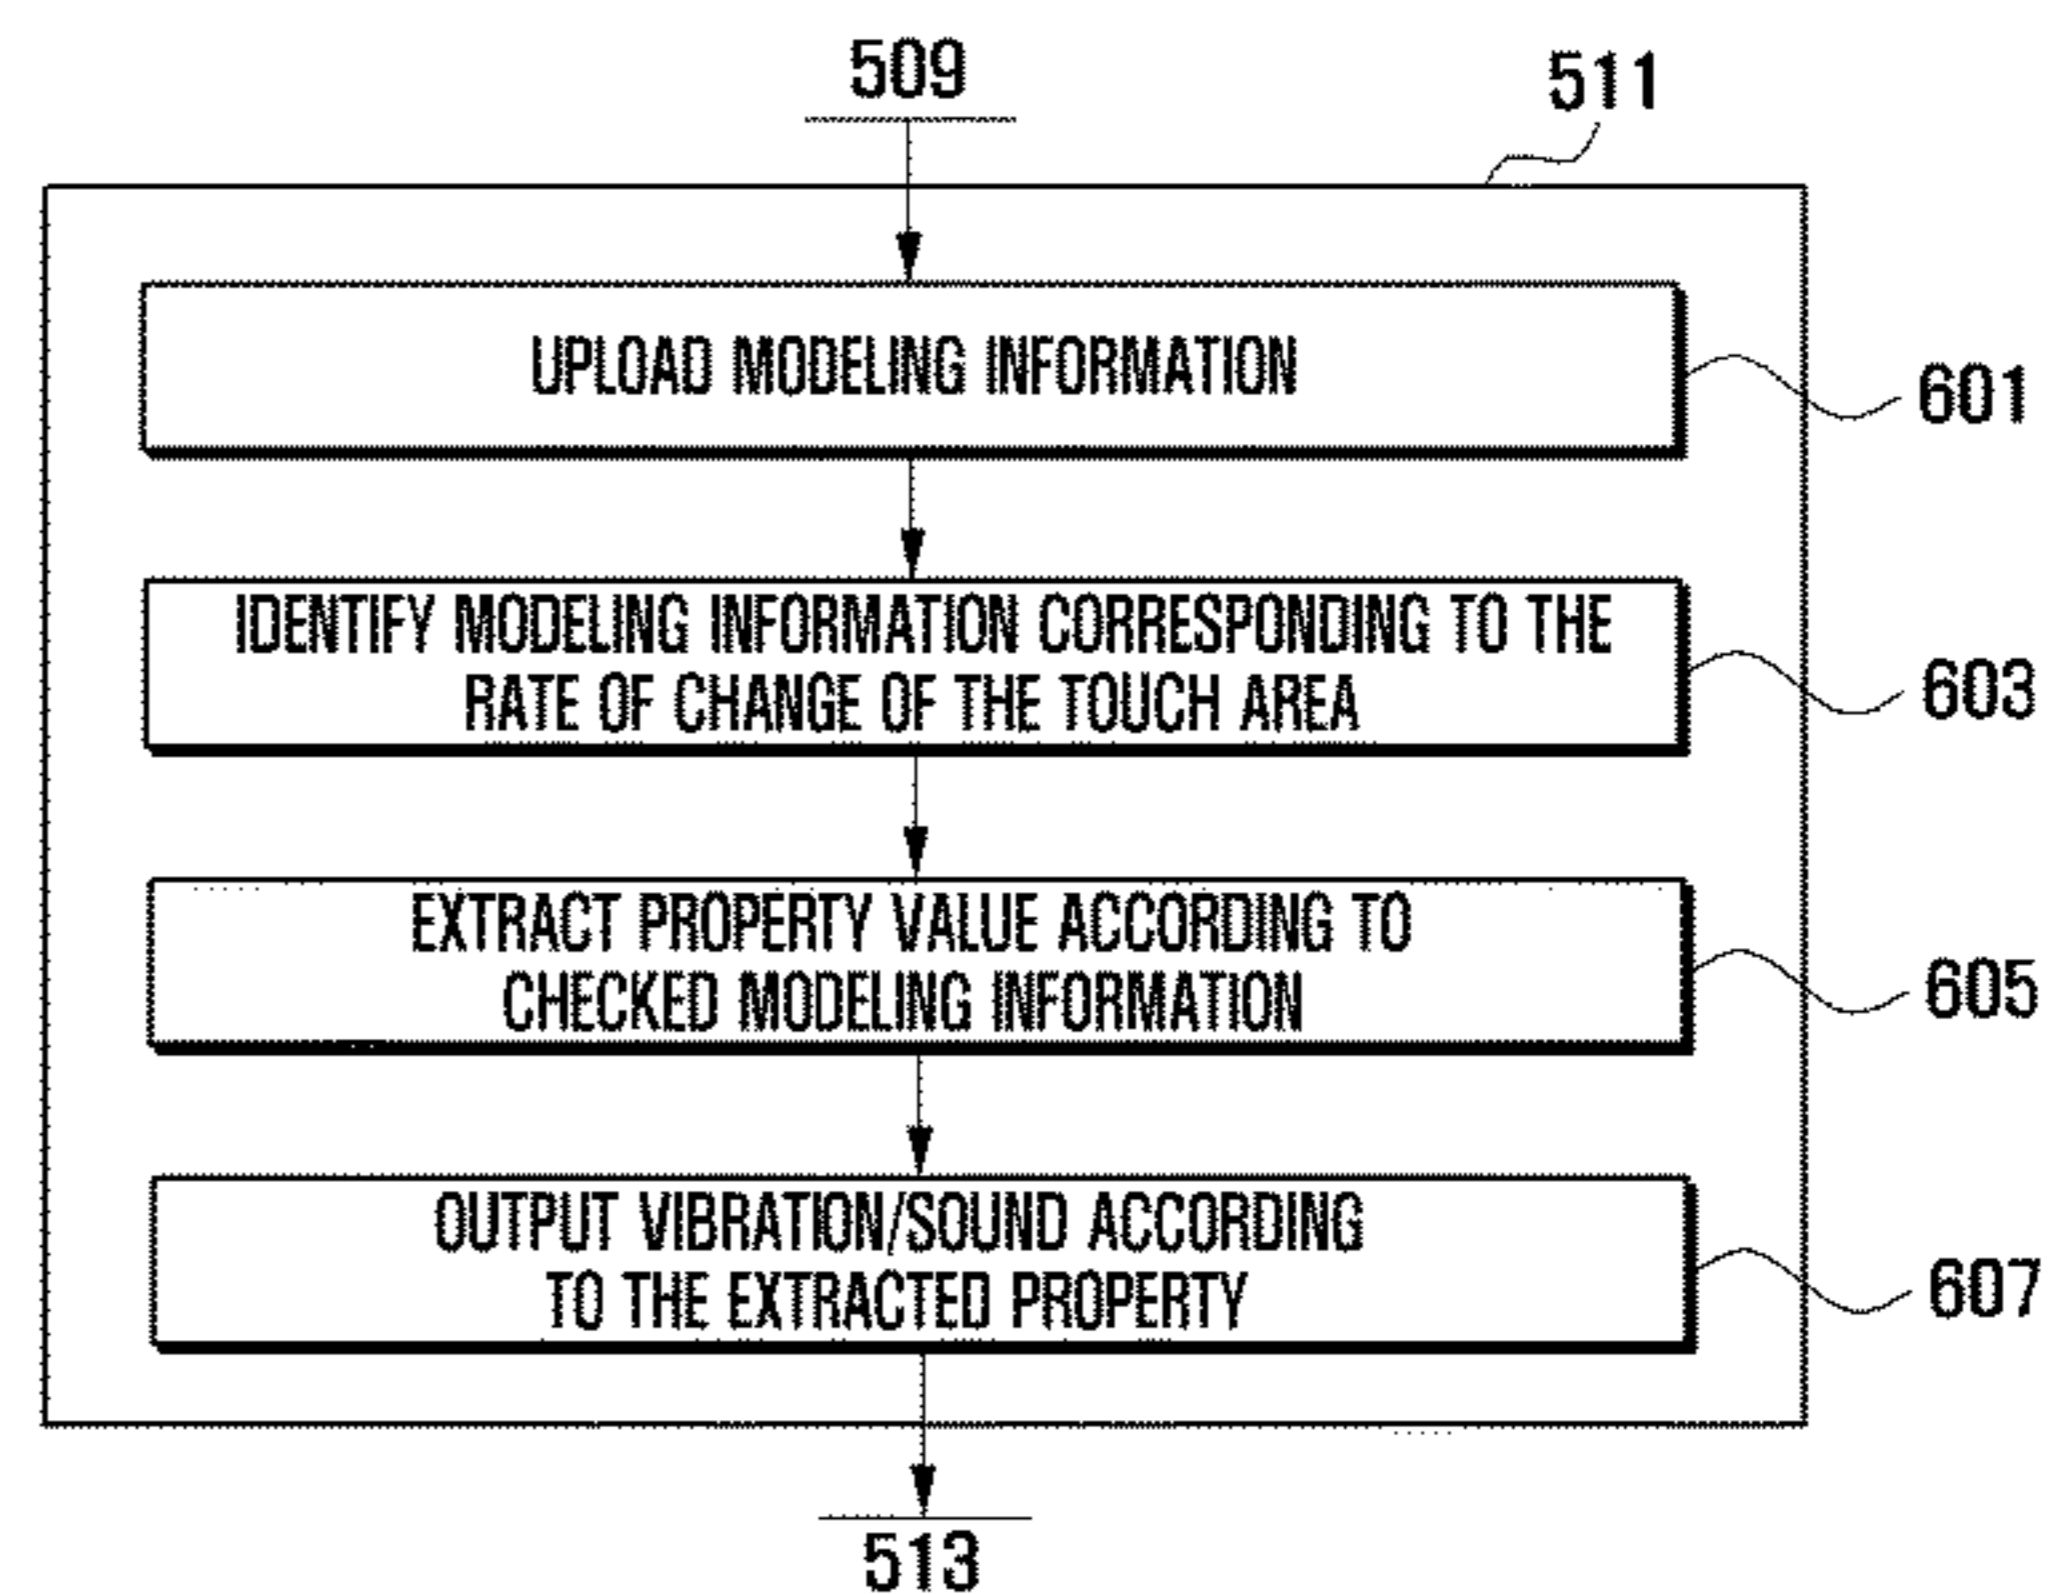 509
511
UPLOAD MODELING INFORMATION
601
IDENTIFY MODELING INFORMATION CORRESPONDING TO THE
RATE OF CHANGE OF THE TOUCH AREA
603
EXTRACT PROPERTY VALUE ACCORDING TO
CHECKED MODELING INFORMATION
605
OUTPUT VIBRATION/SOUND ACCORDING
TO THE EXTRACTED PROPERTY
607
513